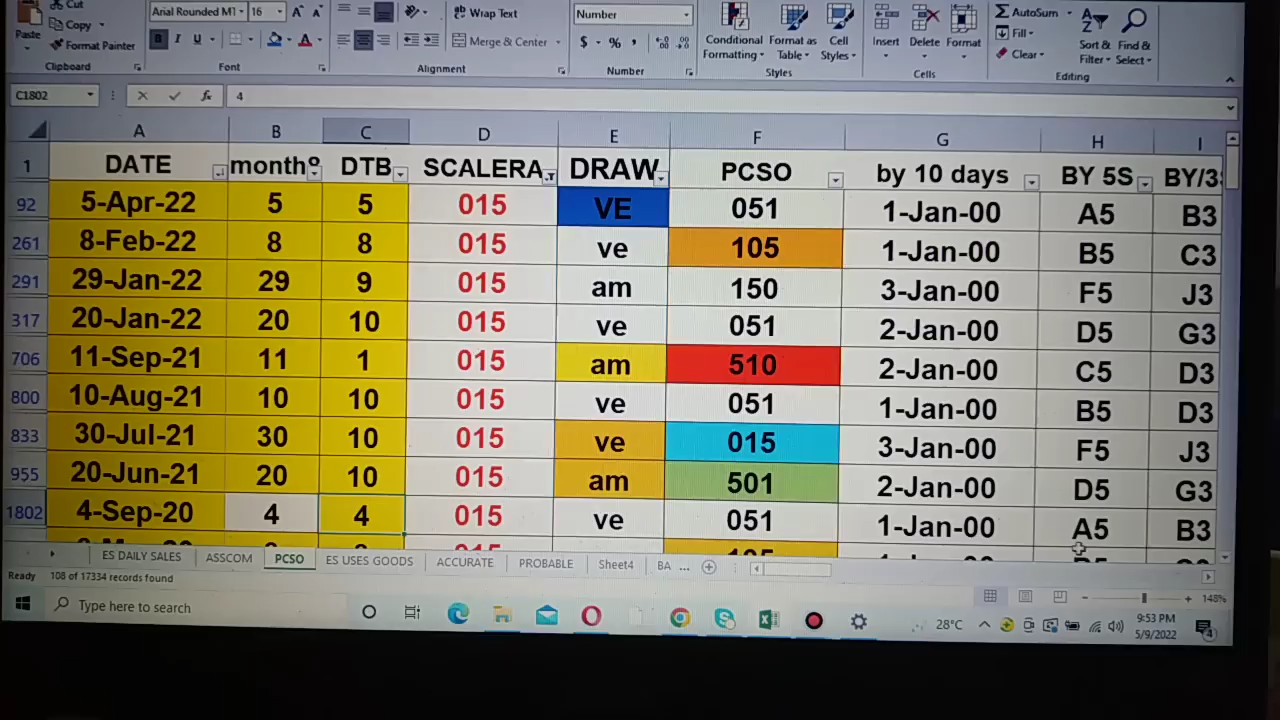 Cut
Copy
Paste
Format Painter
Clipboard
Arial Rounded MT 16 A A
B I U A
Font
Wrap Text
Merge & Center
Alignment
Number
$ % ,
Number
Conditional Formatting
Format as Table
Cell Styles
Styles
Insert Delete Format
Cells
AutoSum
Fill
Clear
Sort & Filter
Find & Select
Editing
C1802 fx 4
A B C D E F G H I
1 DATE month DTB SCALERA DRAW PCSO by 10 days BY 5S BY/3
92 5-Apr-22 5 5 015 VE 051 1-Jan-00 A5 B3
261 8-Feb-22 8 8 015 ve 105 1-Jan-00 B5 C3
291 29-Jan-22 29 9 015 am 150 3-Jan-00 F5 J3
317 20-Jan-22 20 10 015 ve 051 2-Jan-00 D5 G3
706 11-Sep-21 11 1 015 am 510 2-Jan-00 C5 D3
800 10-Aug-21 10 10 015 ve 051 1-Jan-00 B5 D3
833 30-Jul-21 30 10 015 ve 015 3-Jan-00 F5 J3
955 20-Jun-21 20 10 015 am 501 2-Jan-00 D5 G3
1802 4-Sep-20 4 4 015 ve 051 1-Jan-00 A5 B3
ES DAILY SALES ASSCOM PCSO ES USES GOODS ACCURATE PROBABLE Sheet4 BA ...
Ready 108 of 17334 records found 148%
Type here to search 28°C 9:53 PM
5/9/2022 4